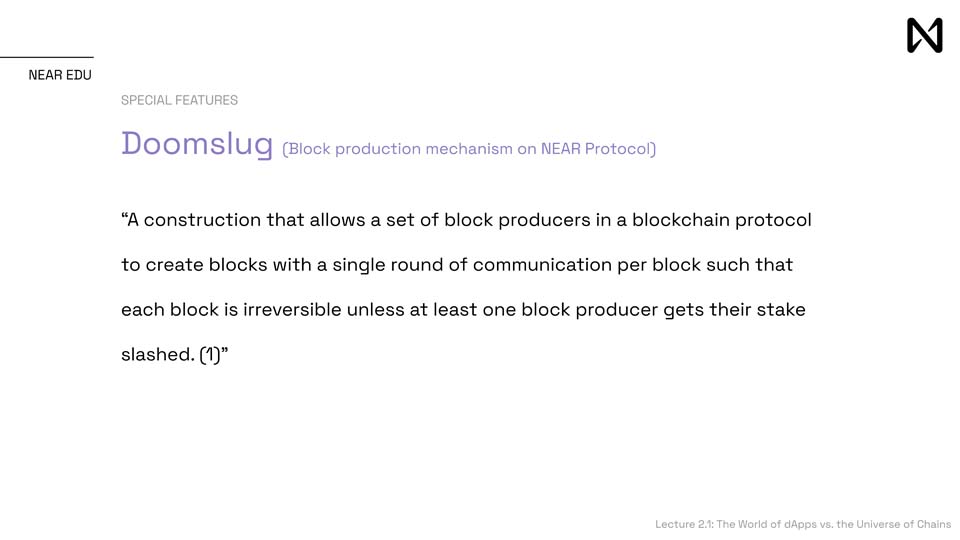 NEAR EDU
SPECIAL FEATURES
Doomslug (Block production mechanism on NEAR Protocol)
“A construction that allows a set of block producers in a blockchain protocol
to create blocks with a single round of communication per block such that
each block is irreversible unless at least one block producer gets their stake
slashed. (1)”
Lecture 2.1: The World of dApps vs. the Universe of Chains